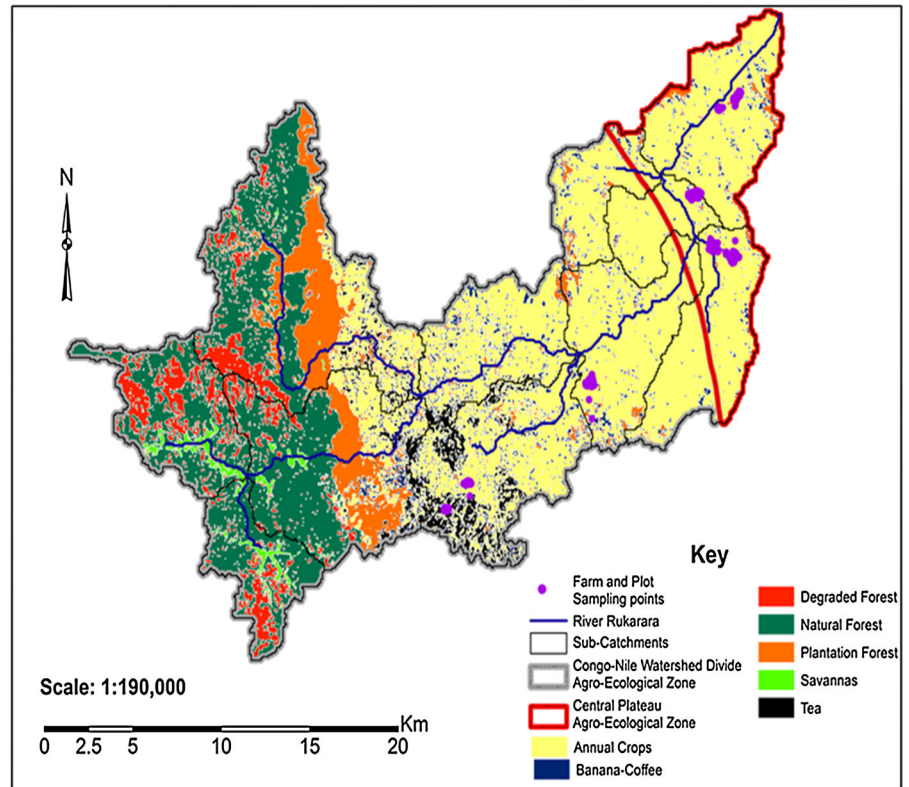 N
Key
Farm and Plot
Sampling points
River Rukarara
Sub-Catchments
Congo-Nile Watershed Divide
Agro-Ecological Zone
Central Plateau
Agro-Ecological Zone
Annual Crops
Banana-Coffee
Degraded Forest
Natural Forest
Plantation Forest
Savannas
Tea
Scale: 1:190,000
Km
0 2.5 5 10 15 20